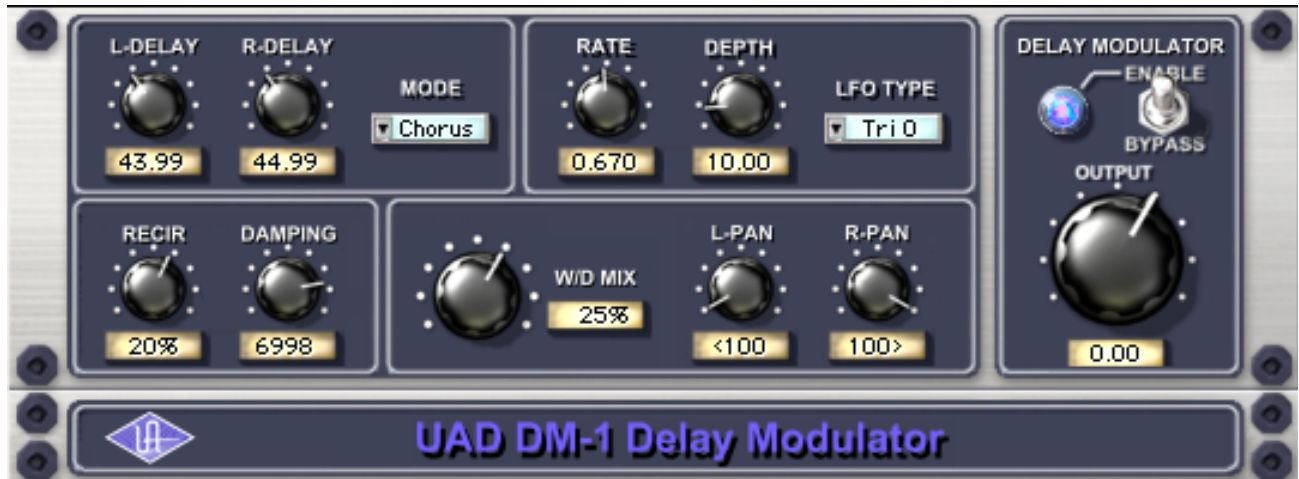 L-DELAY R-DELAY
MODE
Chorus
43.99 44.99
RATE DEPTH
LFO TYPE
Tri 0
0.670 10.00
DELAY MODULATOR
ENABLE
BYPASS
OUTPUT
0.00
RECIR DAMPING
20% 6998
W/D MIX
25%
L-PAN R-PAN
<100 100>
UA
UAD DM-1 Delay Modulator